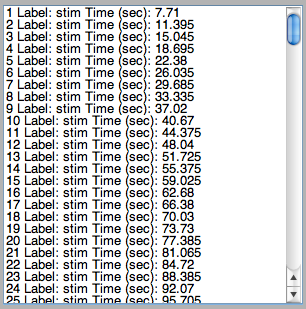 1 Label: stim Time (sec): 7.71
2 Label: stim Time (sec): 11.395
3 Label: stim Time (sec): 15.045
4 Label: stim Time (sec): 18.695
5 Label: stim Time (sec): 22.38
6 Label: stim Time (sec): 26.035
7 Label: stim Time (sec): 29.685
8 Label: stim Time (sec): 33.335
9 Label: stim Time (sec): 37.02
10 Label: stim Time (sec): 40.67
11 Label: stim Time (sec): 44.375
12 Label: stim Time (sec): 48.04
13 Label: stim Time (sec): 51.725
14 Label: stim Time (sec): 55.375
15 Label: stim Time (sec): 59.025
16 Label: stim Time (sec): 62.68
17 Label: stim Time (sec): 66.38
18 Label: stim Time (sec): 70.03
19 Label: stim Time (sec): 73.73
20 Label: stim Time (sec): 77.385
21 Label: stim Time (sec): 81.065
22 Label: stim Time (sec): 84.72
23 Label: stim Time (sec): 88.385
24 Label: stim Time (sec): 92.07
25 Label: stim Time (sec): 95.705